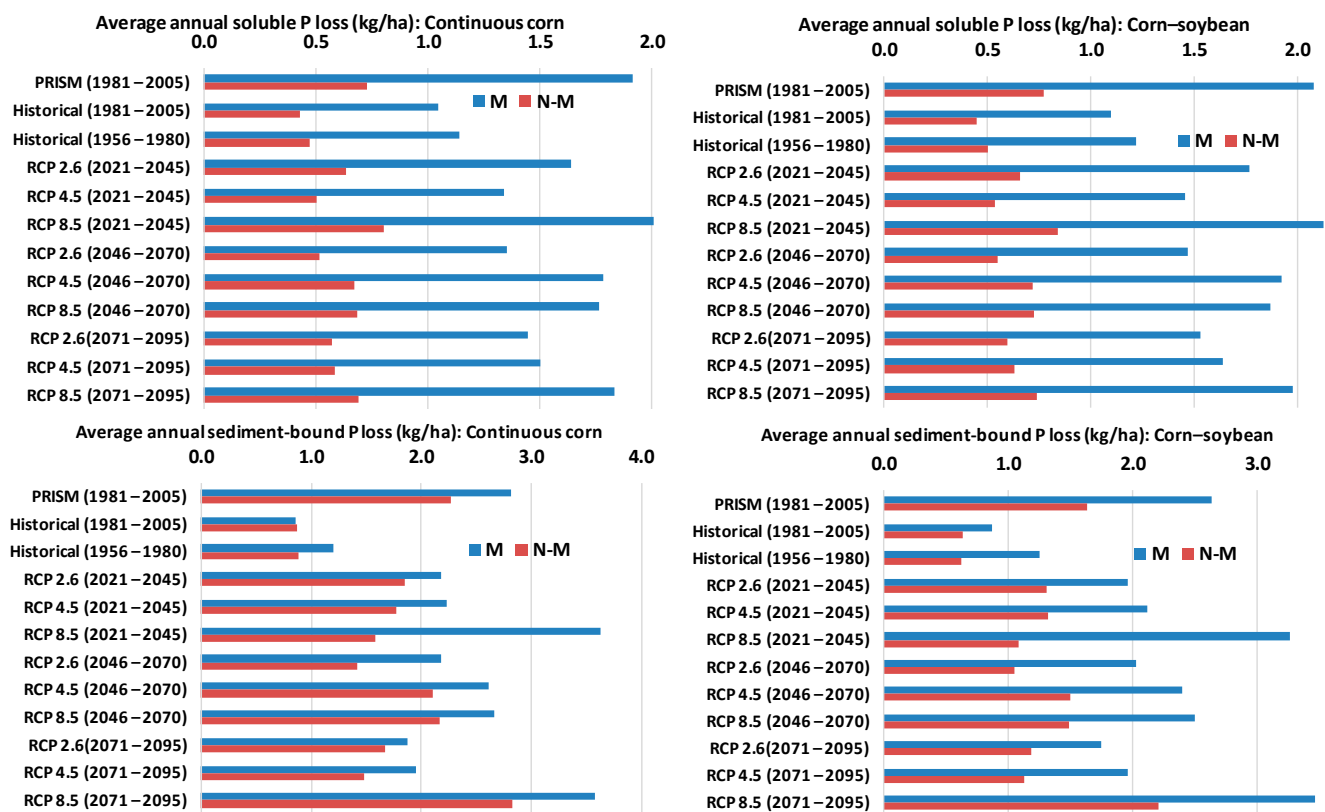 Average annual soluble P loss (kg/ha): Continuous corn
0.0 0.5 1.0 1.5 2.0
PRISM (1981–2005)
Historical (1981–2005)
Historical (1956–1980)
RCP 2.6 (2021–2045)
RCP 4.5 (2021–2045)
RCP 8.5 (2021–2045)
RCP 2.6 (2046–2070)
RCP 4.5 (2046–2070)
RCP 8.5 (2046–2070)
RCP 2.6(2071–2095)
RCP 4.5 (2071–2095)
RCP 8.5 (2071–2095)
M N-M
Average annual soluble P loss (kg/ha): Corn–soybean
0.0 0.5 1.0 1.5 2.0
PRISM (1981–2005)
Historical (1981–2005)
Historical (1956–1980)
RCP 2.6 (2021–2045)
RCP 4.5 (2021–2045)
RCP 8.5 (2021–2045)
RCP 2.6 (2046–2070)
RCP 4.5 (2046–2070)
RCP 8.5 (2046–2070)
RCP 2.6(2071–2095)
RCP 4.5 (2071–2095)
RCP 8.5 (2071–2095)
M N-M
Average annual sediment-bound P loss (kg/ha): Continuous corn
0.0 1.0 2.0 3.0 4.0
PRISM (1981–2005)
Historical (1981–2005)
Historical (1956–1980)
RCP 2.6 (2021–2045)
RCP 4.5 (2021–2045)
RCP 8.5 (2021–2045)
RCP 2.6 (2046–2070)
RCP 4.5 (2046–2070)
RCP 8.5 (2046–2070)
RCP 2.6(2071–2095)
RCP 4.5 (2071–2095)
RCP 8.5 (2071–2095)
M N-M
Average annual sediment-bound P loss (kg/ha): Corn–soybean
0.0 1.0 2.0 3.0
PRISM (1981–2005)
Historical (1981–2005)
Historical (1956–1980)
RCP 2.6 (2021–2045)
RCP 4.5 (2021–2045)
RCP 8.5 (2021–2045)
RCP 2.6 (2046–2070)
RCP 4.5 (2046–2070)
RCP 8.5 (2046–2070)
RCP 2.6(2071–2095)
RCP 4.5 (2071–2095)
RCP 8.5 (2071–2095)
M N-M